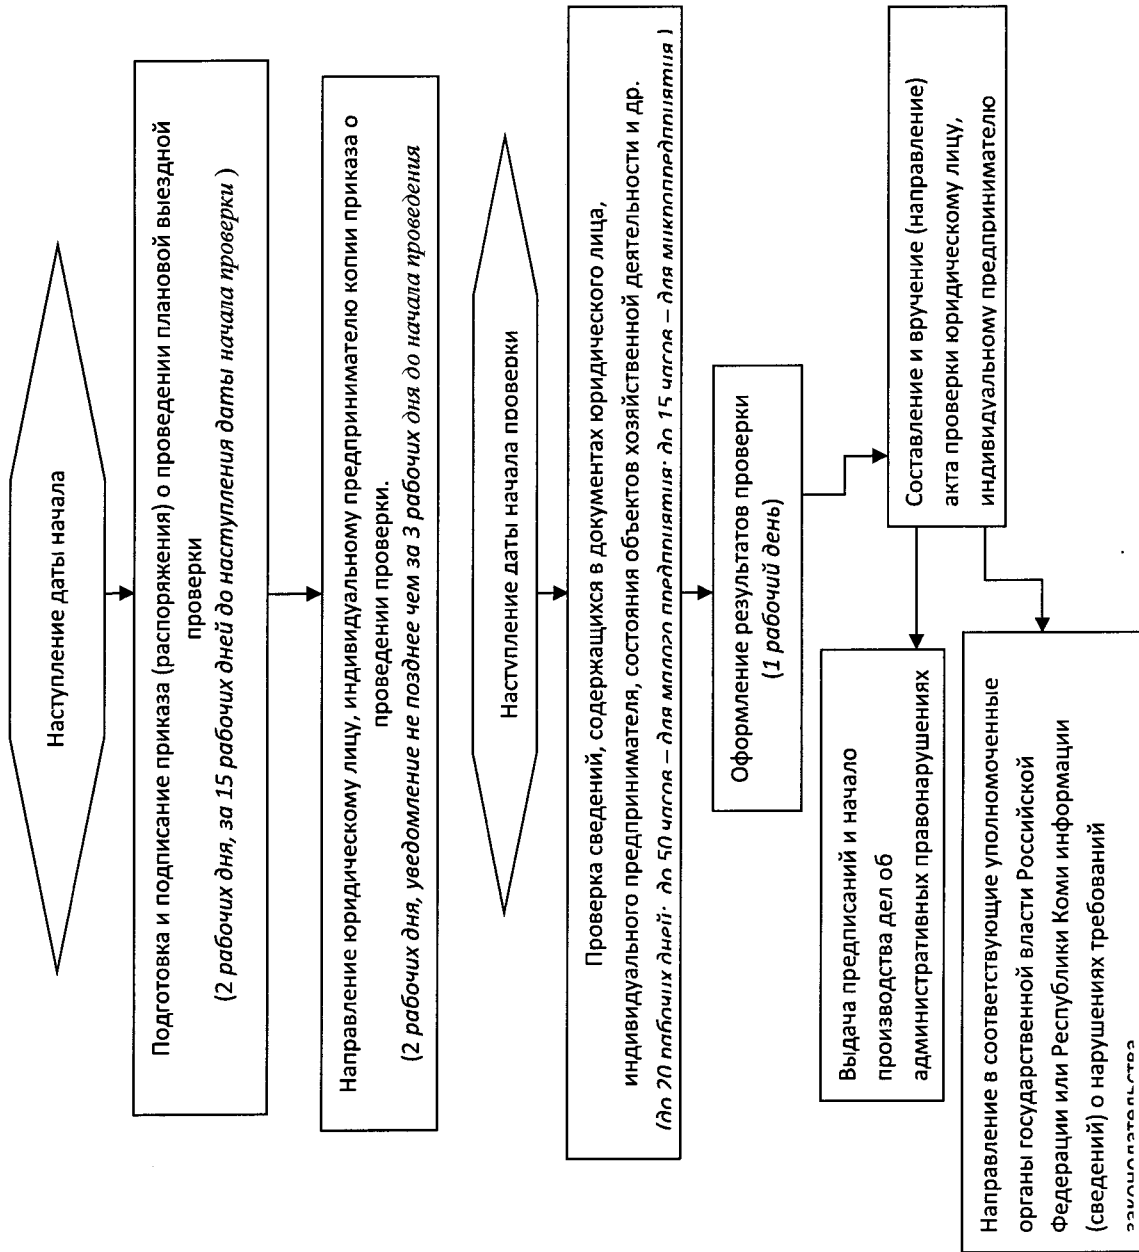 Наступление даты начала
Подготовка и подписание приказа (распоряжения) о проведении плановой выездной
проверки
(2 рабочих дня, за 15 рабочих дней до наступления даты начала проверки )
Направление юридическому лицу, индивидуальному предпринимателю копии приказа о
проведении проверки.
(2 рабочих дня, уведомление не позднее чем за 3 рабочих дня до начала проведения
Наступление даты начала проверки
Проверка сведений, содержащихся в документах юридического лица,
индивидуального предпринимателя, состояния объектов хозяйственной деятельности и др.
(до 20 рабочих дней; до 50 часов – для малого предприятия; до 15 часов – для микропредприятия )
Оформление результатов проверки
(1 рабочий день)
Составление и вручение (направление)
акта проверки юридическому лицу,
индивидуальному предпринимателю
Выдача предписаний и начало
производства дел об
административных правонарушениях
Направление в соответствующие уполномоченные
органы государственной власти Российской
Федерации или Республики Коми информации
(сведений) о нарушениях требований
законодательства